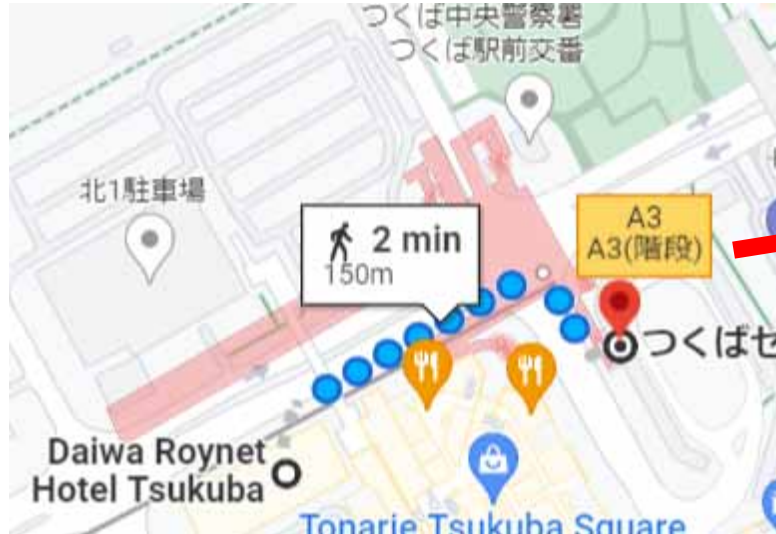 つくば中央警察署
つくば駅前交番
北1駐車場
2 min
150m
A3
A3(階段)
つくばセ
Daiwa Roynet
Hotel Tsukuba
Tonarie Tsukuba Square